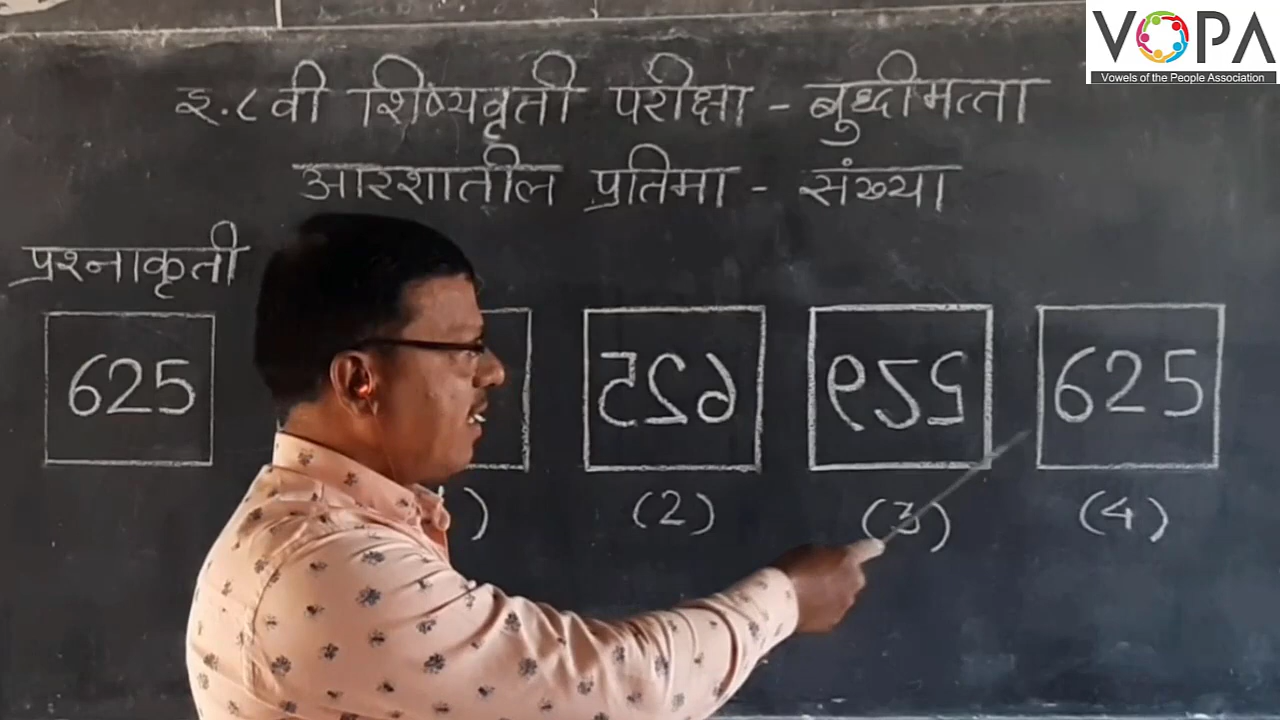 VOPA
Vowels of the People Association
इ.८वी शिष्यवृती परीक्षा - बुध्दीमत्ता
आरशातील प्रतिमा - संख्या
प्रश्नाकृती
625
625
(2)
(3)
(4)